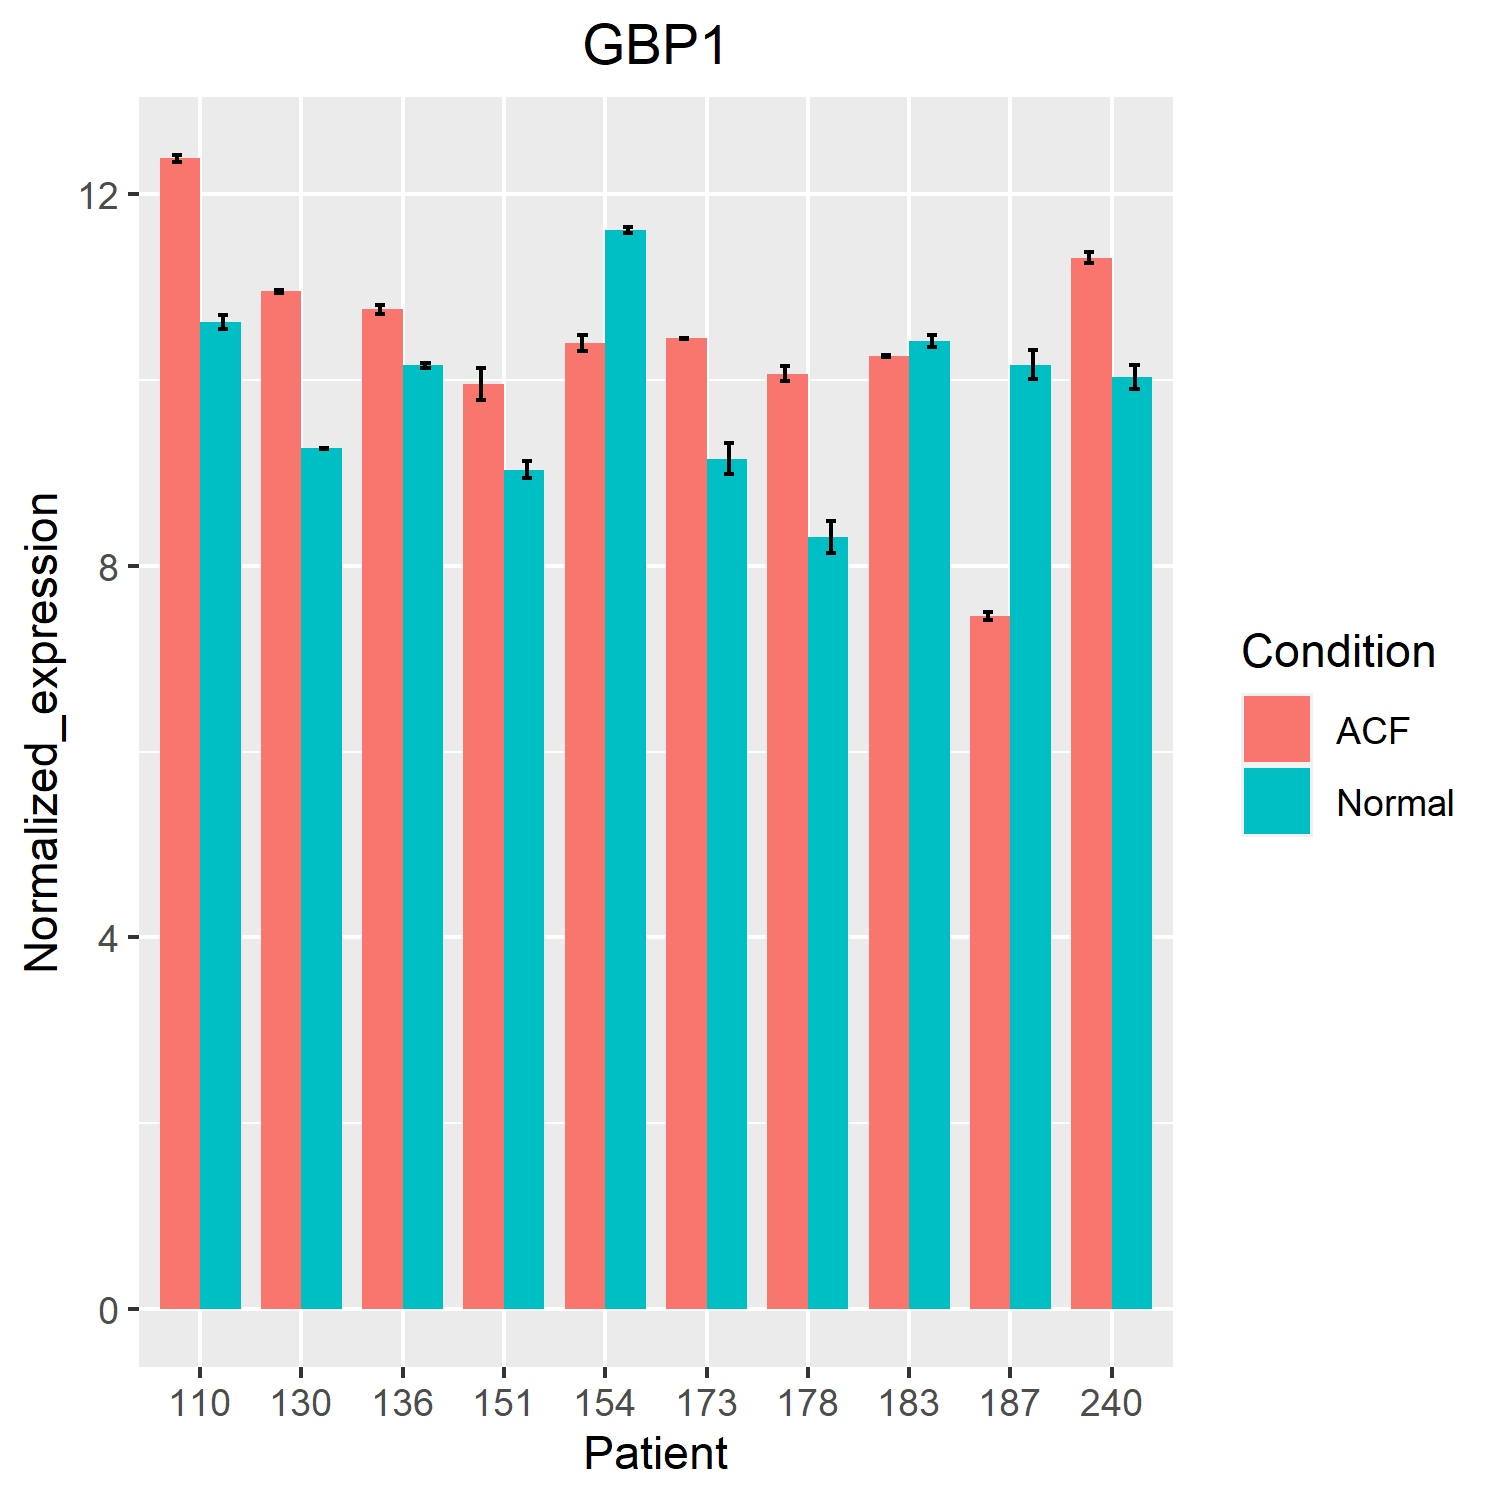 GBP1
Normalized_expression
12
8
4
0
110 130 136 151 154 173 178 183 187 240
Patient
Condition
ACF
Normal